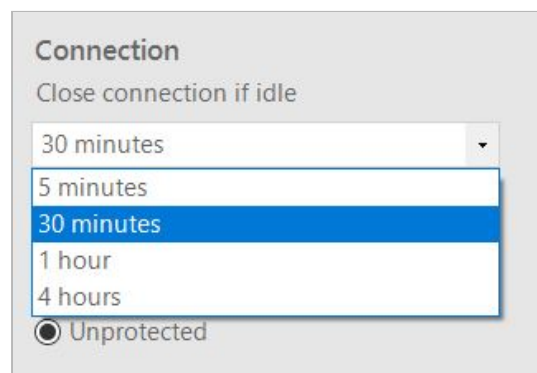 Connection
Close connection if idle
30 minutes
5 minutes
30 minutes
1 hour
4 hours
Unprotected